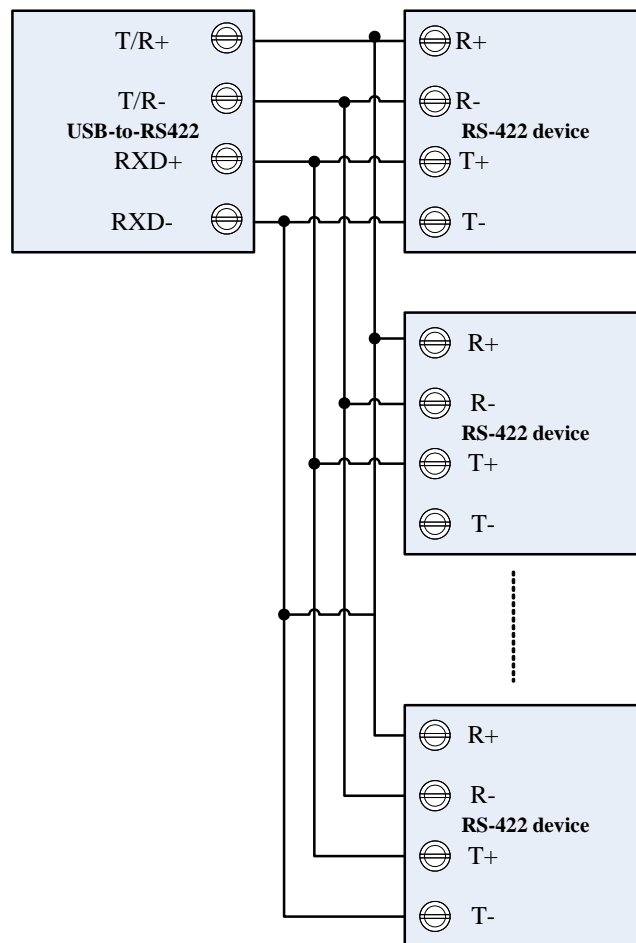 T/R+
T/R-
USB-to-RS422
RXD+
RXD-
R+
R-
RS-422 device
T+
T-
R+
R-
RS-422 device
T+
T-
R+
R-
RS-422 device
T+
T-